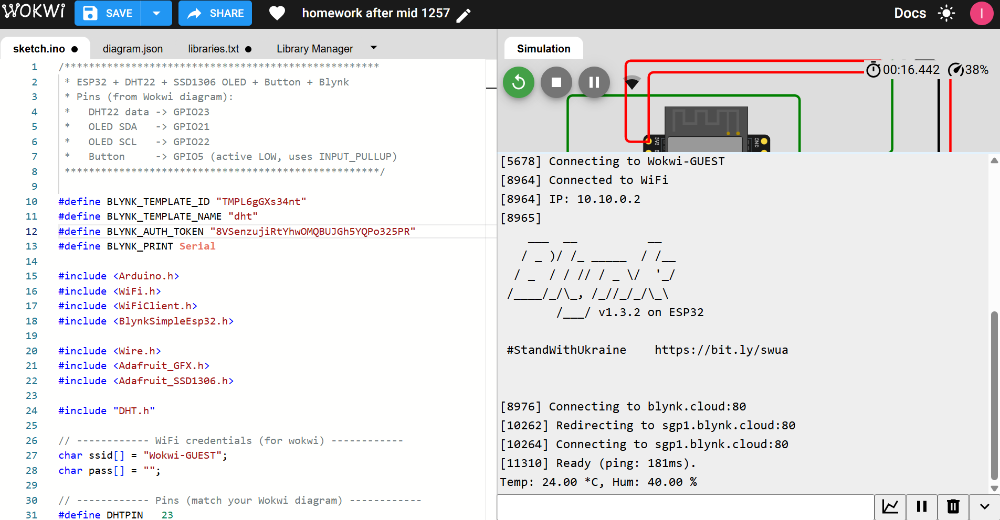 WOKWi
SAVE
SHARE
homework after mid 1257
Docs
I
sketch.ino ●
diagram.json
libraries.txt ●
Library Manager
1 /****************************************************
2 * ESP32 + DHT22 + SSD1306 OLED + Button + Blynk
3 * Pins (from Wokwi diagram):
4 *   DHT22 data -> GPIO23
5 *   OLED SDA   -> GPIO21
6 *   OLED SCL   -> GPIO22
7 *   Button     -> GPIO5 (active LOW, uses INPUT_PULLUP)
8 ****************************************************/
9
10 #define BLYNK_TEMPLATE_ID "TMPL6gGXs34nt"
11 #define BLYNK_TEMPLATE_NAME "dht"
12 #define BLYNK_AUTH_TOKEN "8VSenzujiRtYhwOMQBUJGh5YQPo325PR"
13 #define BLYNK_PRINT Serial
14
15 #include <Arduino.h>
16 #include <WiFi.h>
17 #include <WiFiClient.h>
18 #include <BlynkSimpleEsp32.h>
19
20 #include <Wire.h>
21 #include <Adafruit_GFX.h>
22 #include <Adafruit_SSD1306.h>
23
24 #include "DHT.h"
25
26 // ------------ WiFi credentials (for wokwi) ------------
27 char ssid[] = "Wokwi-GUEST";
28 char pass[] = "";
29
30 // ------------ Pins (match your Wokwi diagram) ------------
31 #define DHTPIN   23
Simulation
00:16.442
38%
3V3
GND
[5678] Connecting to Wokwi-GUEST
[8964] Connected to WiFi
[8964] IP: 10.10.0.2
[8965]
    ___  __          __
   / _ )/ /_ _____  / /__
  / _  / / // / _ \/  '_/
 /____/_/\_, /_//_/_/\_\
        /___/ v1.3.2 on ESP32
#StandWithUkraine    https://bit.ly/swua
[8976] Connecting to blynk.cloud:80
[10262] Redirecting to sgp1.blynk.cloud:80
[10264] Connecting to sgp1.blynk.cloud:80
[11310] Ready (ping: 181ms).
Temp: 24.00 *C, Hum: 40.00 %